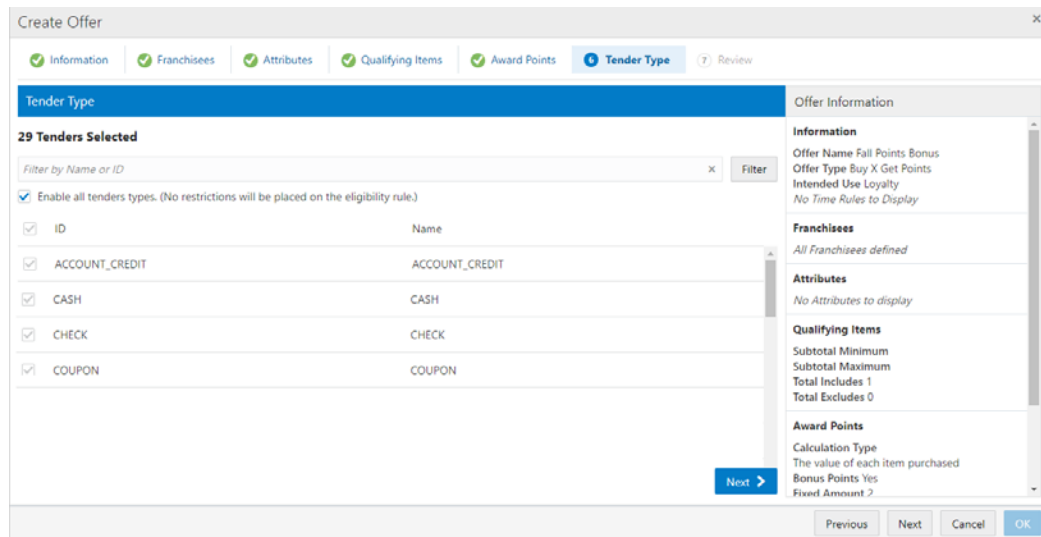 Create Offer
Information Franchisees Attributes Qualifying Items Award Points 6 Tender Type 7 Review
Tender Type
29 Tenders Selected
Filter by Name or ID
Filter
Enable all tenders types. (No restrictions will be placed on the eligibility rule.)
ID Name
ACCOUNT_CREDIT ACCOUNT_CREDIT
CASH CASH
CHECK CHECK
COUPON COUPON
Next
Offer Information
Information
Offer Name Fall Points Bonus
Offer Type Buy X Get Points
Intended Use Loyalty
No Time Rules to Display
Franchisees
All Franchisees defined
Attributes
No Attributes to display
Qualifying Items
Subtotal Minimum
Subtotal Maximum
Total Includes 1
Total Excludes 0
Award Points
Calculation Type
The value of each item purchased
Bonus Points Yes
Fixed Amount 2
Previous Next Cancel OK